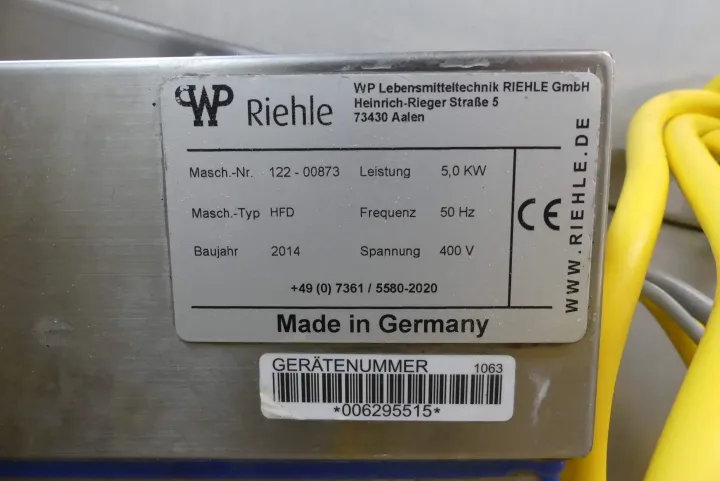 WP Riehle
WP Lebensmitteltechnik RIEHLE GmbH
Heinrich-Rieger Straße 5
73430 Aalen
Masch.-Nr. 122 - 00873 Leistung 5,0 KW
Masch.-Typ HFD Frequenz 50 Hz
Baujahr 2014 Spannung 400 V
CE
WWW.RIEHLE.DE
+49 (0) 7361 / 5580-2020
Made in Germany
GERÄTENUMMER 1063
*006295515*